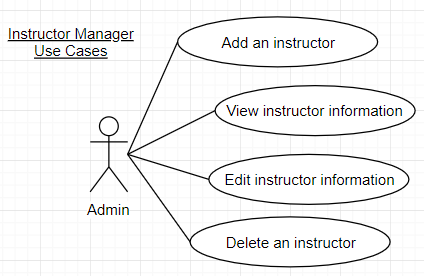 Instructor Manager
Use Cases
Add an instructor
View instructor information
Edit instructor information
Admin
Delete an instructor